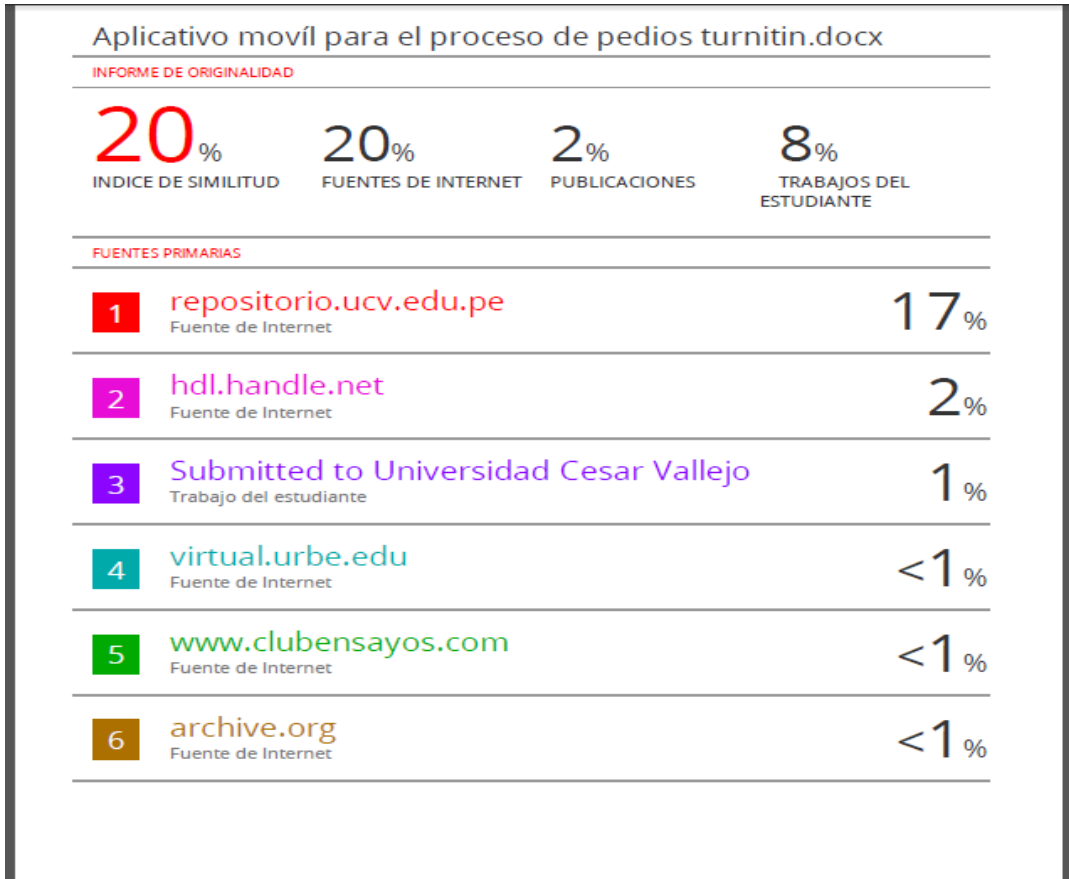 Aplicativo movíl para el proceso de pedios turnitin.docx
INFORME DE ORIGINALIDAD
20% 20% 2% 8%
INDICE DE SIMILITUD FUENTES DE INTERNET PUBLICACIONES TRABAJOS DEL
ESTUDIANTE
FUENTES PRIMARIAS
1 repositorio.ucv.edu.pe 17%
Fuente de Internet
2 hdl.handle.net 2%
Fuente de Internet
3 Submitted to Universidad Cesar Vallejo 1%
Trabajo del estudiante
4 virtual.urbe.edu <1%
Fuente de Internet
5 www.clubensayos.com <1%
Fuente de Internet
6 archive.org <1%
Fuente de Internet